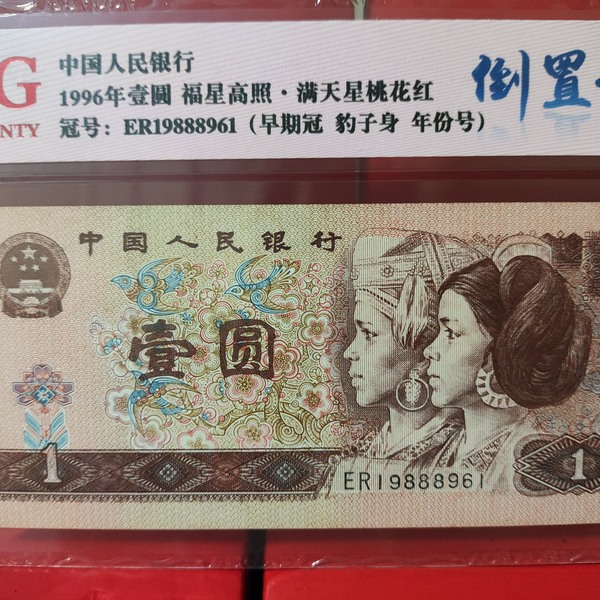 G
NTY
中国人民银行
1996年壹圆 福星高照·满天星桃花红
冠号：ER19888961（早期冠 豹子身 年份号）
倒置
中国人民银行
壹圆
1
ER19888961
1